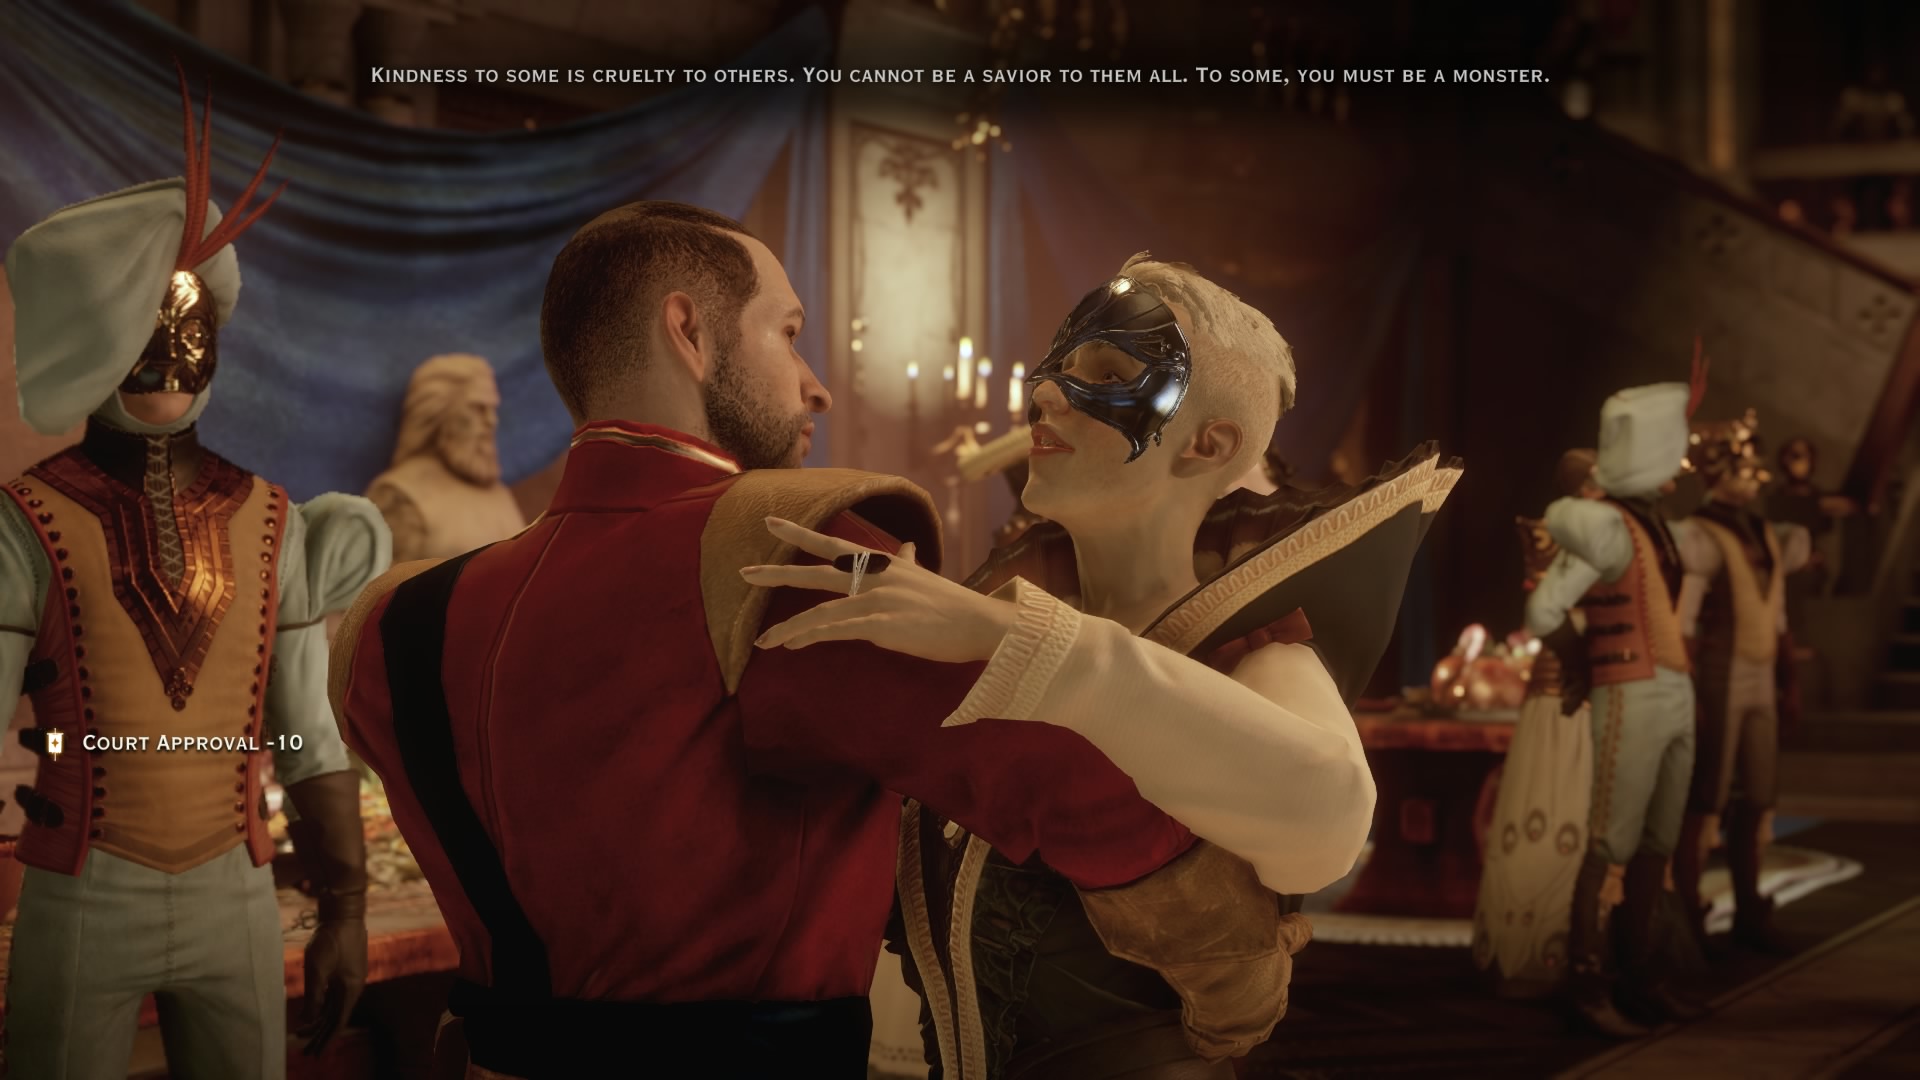 Kindness to some is cruelty to others. You cannot be a savior to them all. To some, you must be a monster.
Court Approval -10